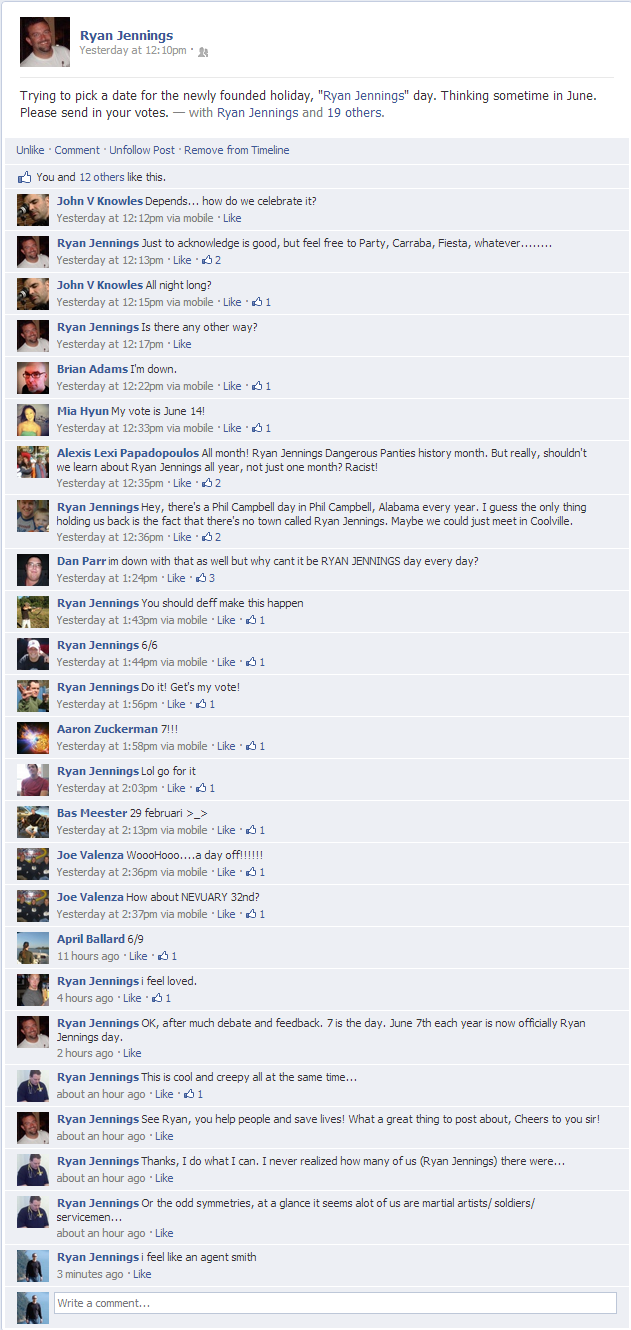 Ryan Jennings
Yesterday at 12:10pm ·
Trying to pick a date for the newly founded holiday, "Ryan Jennings" day. Thinking sometime in June.
Please send in your votes. — with Ryan Jennings and 19 others.
Unlike · Comment · Unfollow Post · Remove from Timeline
You and 12 others like this.
John V Knowles Depends... how do we celebrate it?
Yesterday at 12:12pm via mobile · Like
Ryan Jennings Just to acknowledge is good, but feel free to Party, Carraba, Fiesta, whatever........
Yesterday at 12:13pm · Like · 2
John V Knowles All night long?
Yesterday at 12:15pm via mobile · Like · 1
Ryan Jennings Is there any other way?
Yesterday at 12:17pm · Like
Brian Adams I'm down.
Yesterday at 12:22pm via mobile · Like · 1
Mia Hyun My vote is June 14!
Yesterday at 12:33pm via mobile · Like · 1
Alexis Lexi Papadopoulos All month! Ryan Jennings Dangerous Panties history month. But really, shouldn't
we learn about Ryan Jennings all year, not just one month? Racist!
Yesterday at 12:35pm · Like · 2
Ryan Jennings Hey, there's a Phil Campbell day in Phil Campbell, Alabama every year. I guess the only thing
holding us back is the fact that there's no town called Ryan Jennings. Maybe we could just meet in Coolville.
Yesterday at 12:36pm · Like · 2
Dan Parr im down with that as well but why cant it be RYAN JENNINGS day every day?
Yesterday at 1:24pm · Like · 3
Ryan Jennings You should deff make this happen
Yesterday at 1:43pm via mobile · Like · 1
Ryan Jennings 6/6
Yesterday at 1:44pm via mobile · Like · 1
Ryan Jennings Do it! Get's my vote!
Yesterday at 1:56pm · Like · 1
Aaron Zuckerman 7!!!
Yesterday at 1:58pm via mobile · Like · 1
Ryan Jennings Lol go for it
Yesterday at 2:03pm · Like · 1
Bas Meester 29 februari >_>
Yesterday at 2:13pm via mobile · Like · 1
Joe Valenza WoooHooo....a day off!!!!!!
Yesterday at 2:36pm via mobile · Like · 1
Joe Valenza How about NEVUARY 32nd?
Yesterday at 2:37pm via mobile · Like · 1
April Ballard 6/9
11 hours ago · Like · 1
Ryan Jennings i feel loved.
4 hours ago · Like · 1
Ryan Jennings OK, after much debate and feedback. 7 is the day. June 7th each year is now officially Ryan
Jennings day.
2 hours ago · Like
Ryan Jennings This is cool and creepy all at the same time...
about an hour ago · Like · 1
Ryan Jennings See Ryan, you help people and save lives! What a great thing to post about, Cheers to you sir!
about an hour ago · Like
Ryan Jennings Thanks, I do what I can. I never realized how many of us (Ryan Jennings) there were...
about an hour ago · Like
Ryan Jennings Or the odd symmetries, at a glance it seems alot of us are martial artists/ soldiers/
servicemen...
about an hour ago · Like
Ryan Jennings i feel like an agent smith
3 minutes ago · Like
Write a comment...